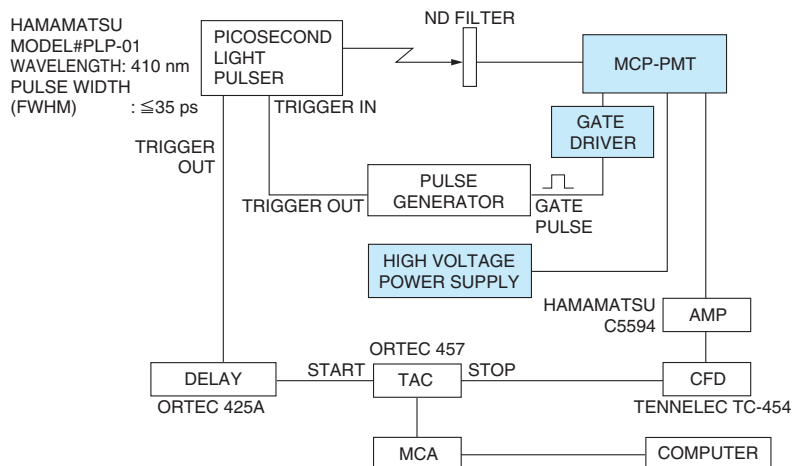 HAMAMATSU
MODEL#PLP-01
WAVELENGTH: 410 nm
PULSE WIDTH
(FWHM) : ≦35 ps
PICOSECOND
LIGHT
PULSER
ND FILTER
MCP-PMT
TRIGGER IN
GATE
DRIVER
TRIGGER
OUT
PULSE
GENERATOR
TRIGGER OUT
GATE
PULSE
HIGH VOLTAGE
POWER SUPPLY
HAMAMATSU
C5594
AMP
ORTEC 457
DELAY
START
TAC
STOP
CFD
ORTEC 425A
TENNELEC TC-454
MCA
COMPUTER